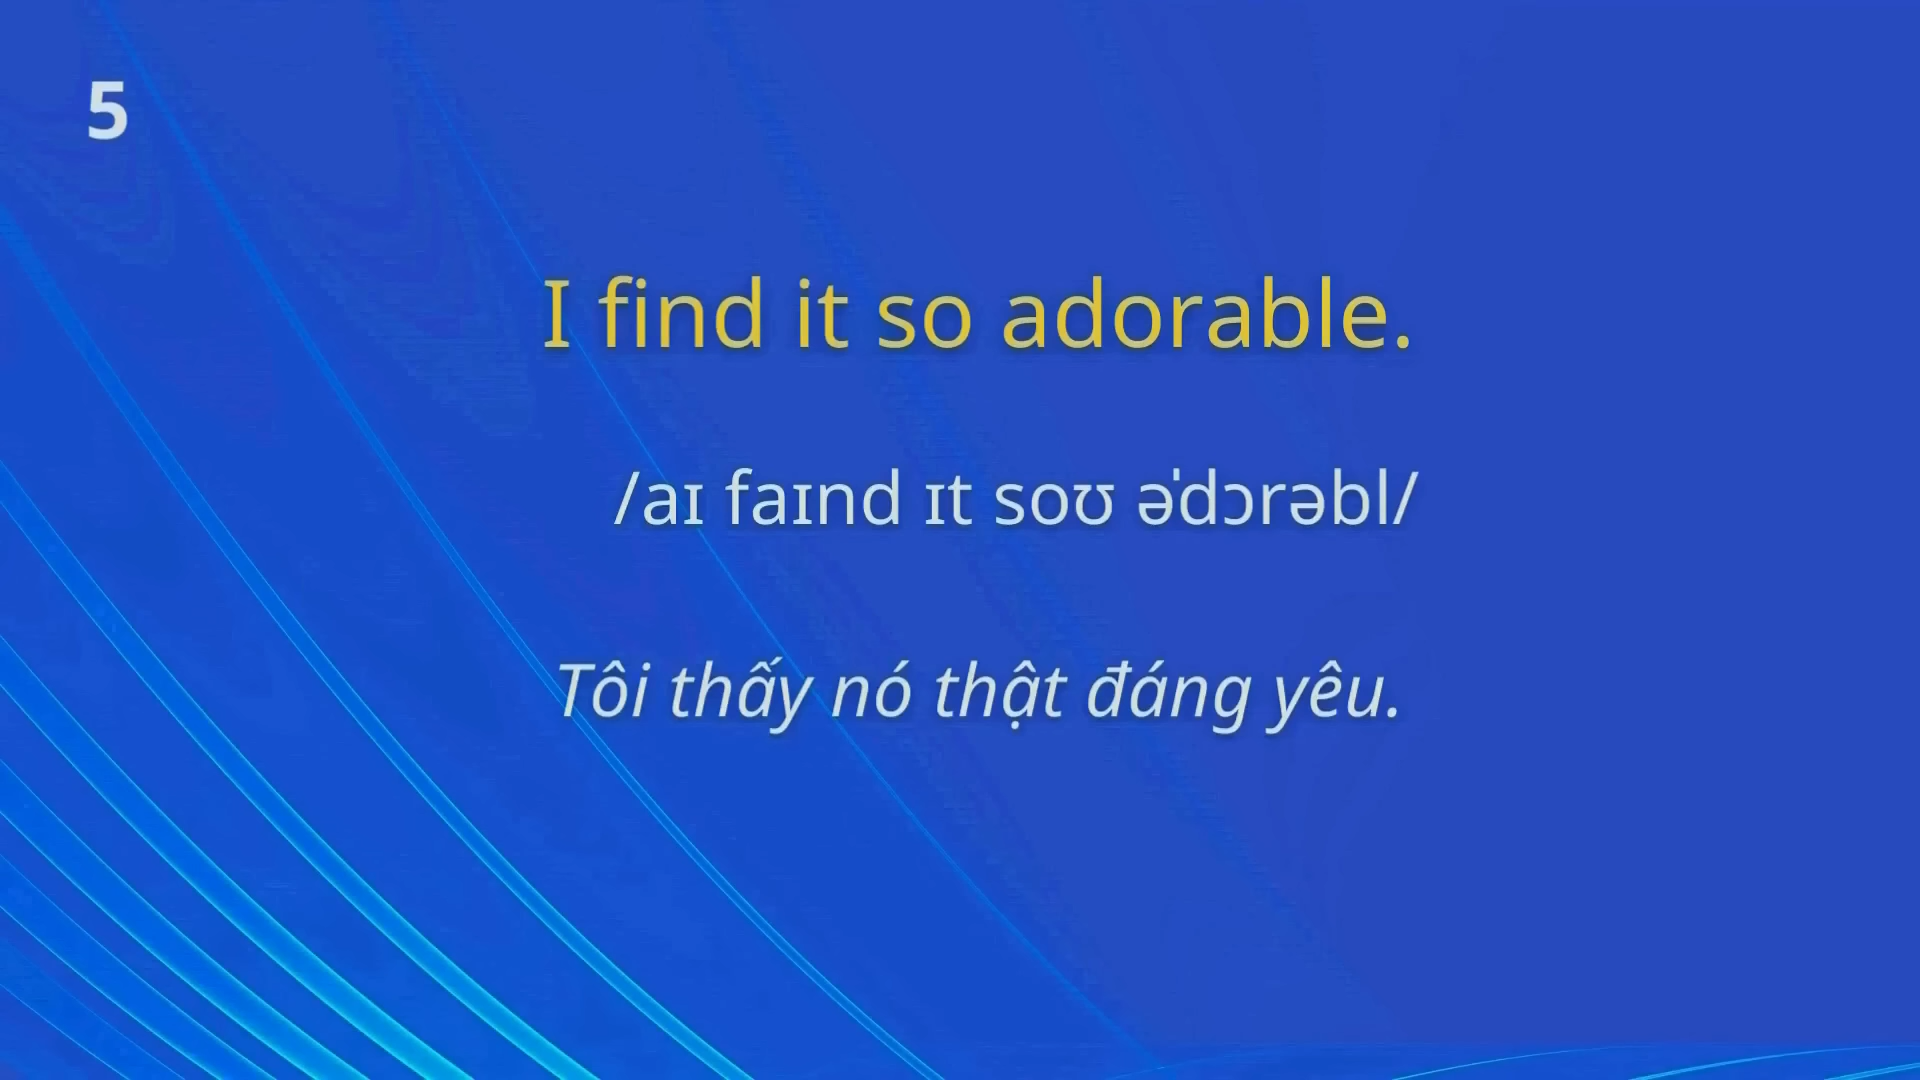 5
I find it so adorable.
/aɪ faɪnd ɪt soʊ əˈdɔrəbl/
Tôi thấy nó thật đáng yêu.